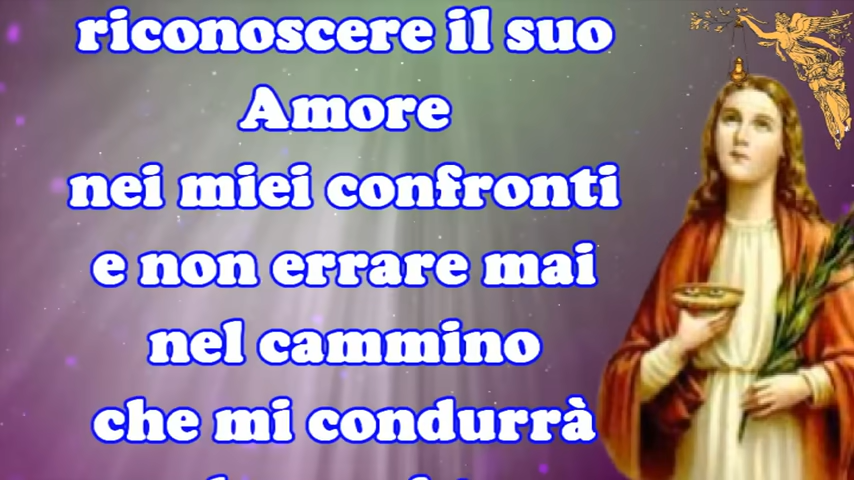 riconoscere il suo
Amore
nei miei confronti
e non errare mai
nel cammino
che mi condurrà